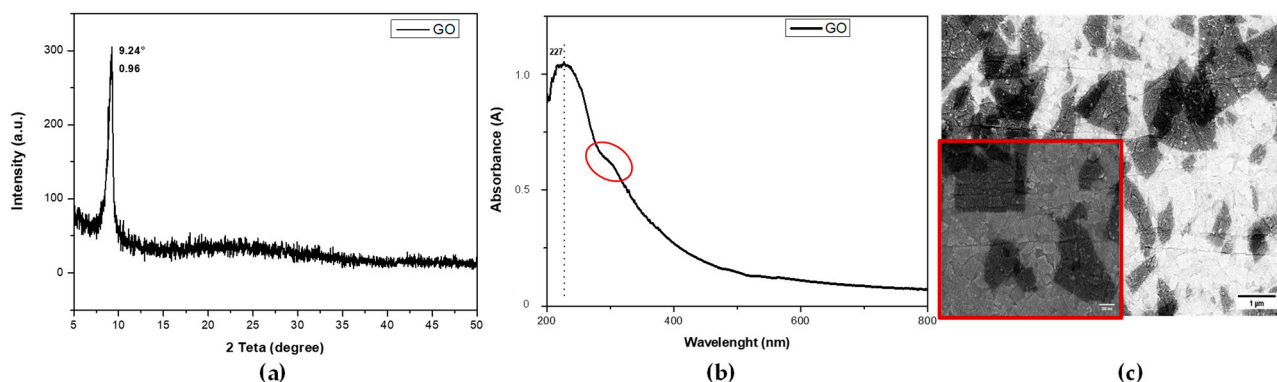 GO
9.24°
0.96
300
200
100
0
Intensity (a.u.)
5 10 15 20 25 30 35 40 45 50
2 Teta (degree)
(a)
GO
227
1.0
0.5
0
Absorbance (A)
200 400 600 800
Wavelenght (nm)
(b)
1 µm
(c)